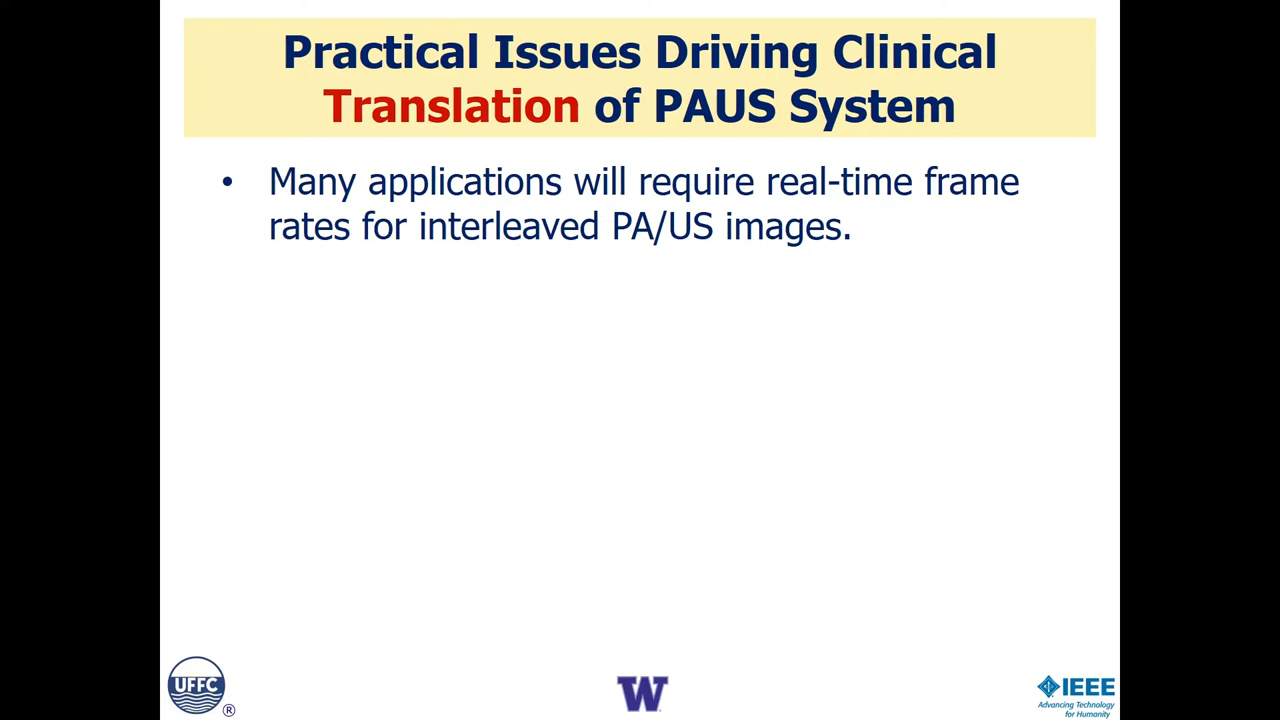 Practical Issues Driving Clinical
Translation of PAUS System
• Many applications will require real-time frame
rates for interleaved PA/US images.
UFFC ®
W
IEEE
Advancing Technology
for Humanity